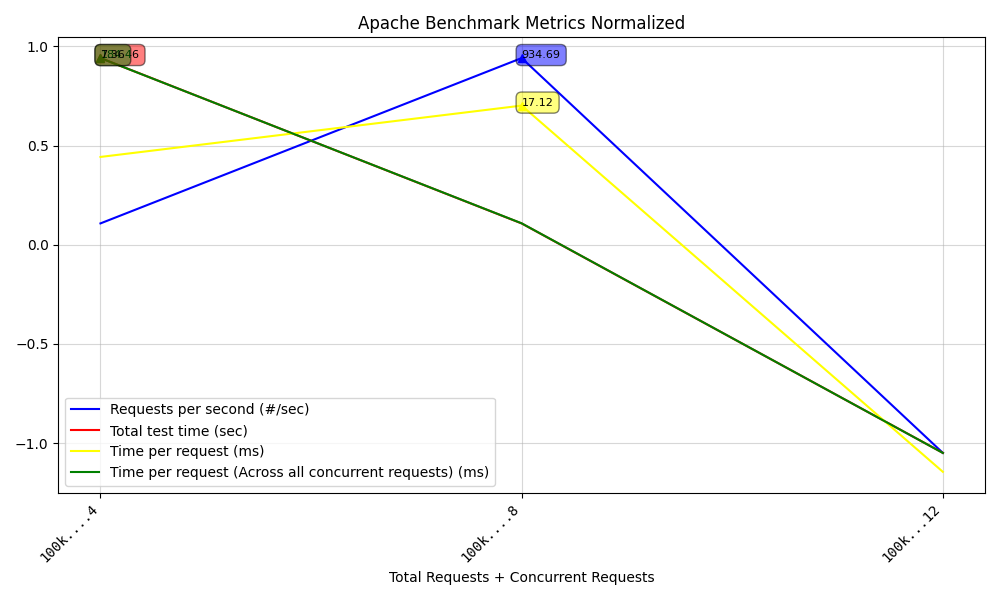 Apache Benchmark Metrics Normalized
1.0
0.5
0.0
−0.5
−1.0
934.69
17.12
Requests per second (#/sec)
Total test time (sec)
Time per request (ms)
Time per request (Across all concurrent requests) (ms)
100k....4
100k....8
100k...12
Total Requests + Concurrent Requests